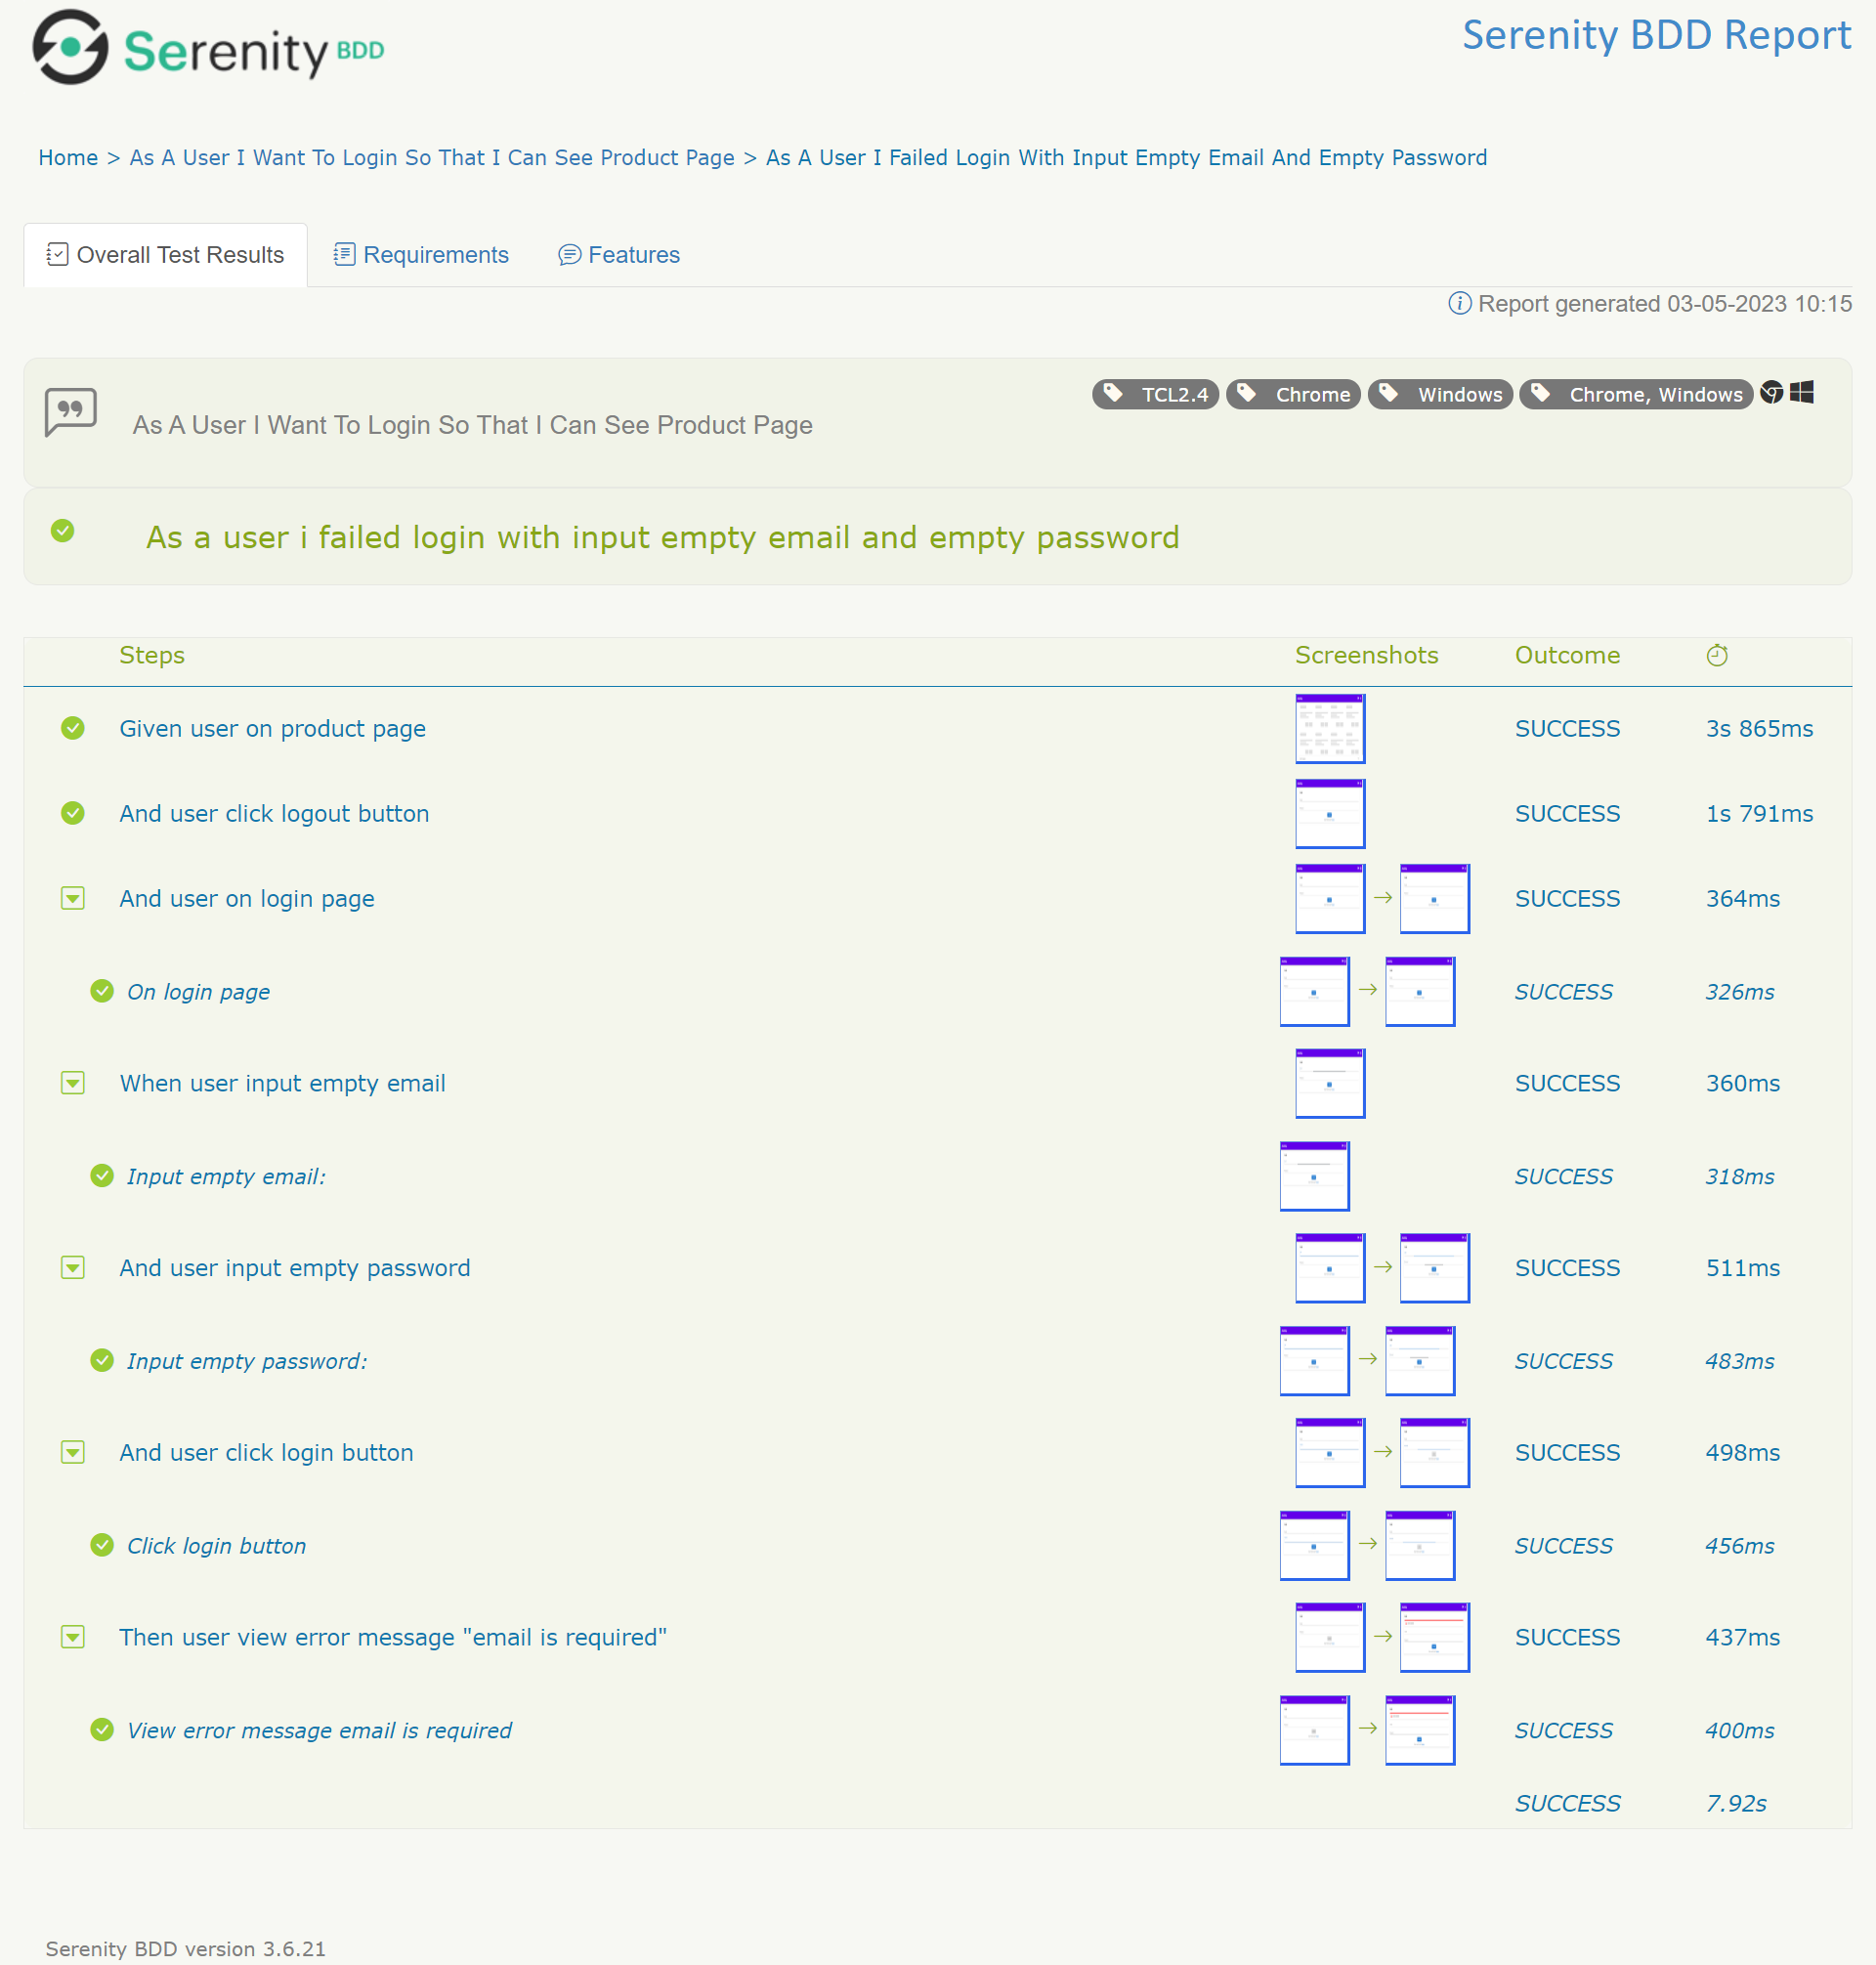 Serenity BDD
Serenity BDD Report
Home > As A User I Want To Login So That I Can See Product Page > As A User I Failed Login With Input Empty Email And Empty Password
Overall Test Results Requirements Features
Report generated 03-05-2023 10:15
TCL2.4 Chrome Windows Chrome, Windows
As A User I Want To Login So That I Can See Product Page
As a user i failed login with input empty email and empty password
Steps Screenshots Outcome
Given user on product page SUCCESS 3s 865ms
And user click logout button SUCCESS 1s 791ms
And user on login page SUCCESS 364ms
On login page SUCCESS 326ms
When user input empty email SUCCESS 360ms
Input empty email: SUCCESS 318ms
And user input empty password SUCCESS 511ms
Input empty password: SUCCESS 483ms
And user click login button SUCCESS 498ms
Click login button SUCCESS 456ms
Then user view error message "email is required" SUCCESS 437ms
View error message email is required SUCCESS 400ms
SUCCESS 7.92s
Serenity BDD version 3.6.21